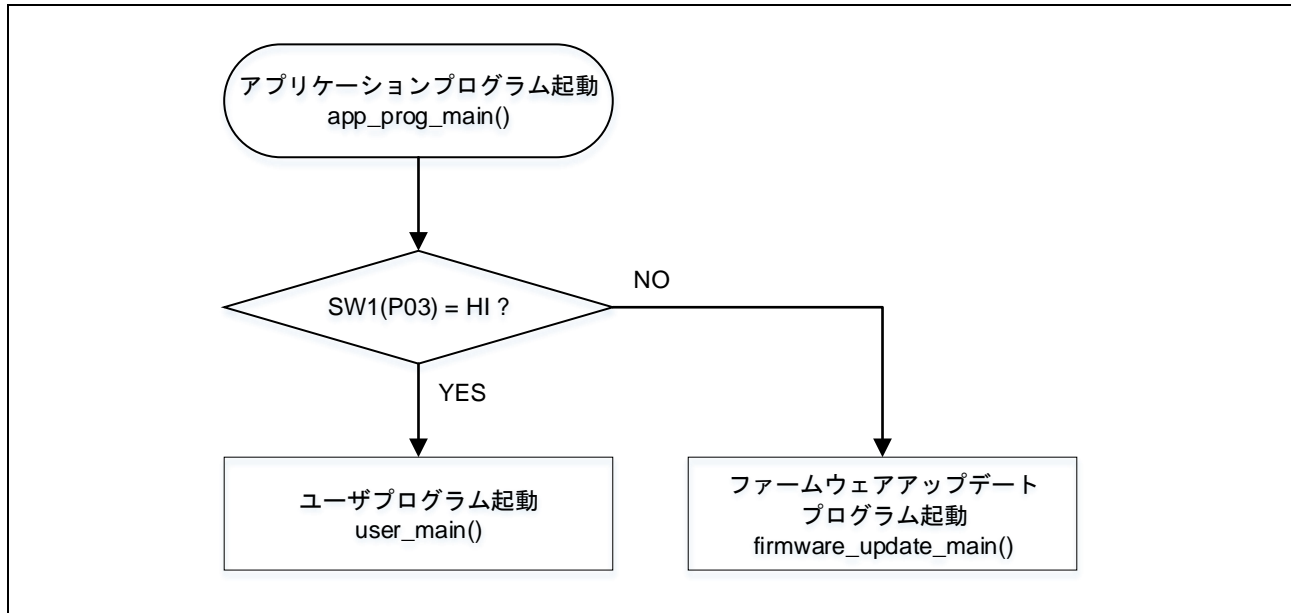 アプリケーションプログラム起動
app_prog_main()
SW1(P03) = HI ?
NO
YES
ユーザプログラム起動
user_main()
ファームウェアアップデート
プログラム起動
firmware_update_main()